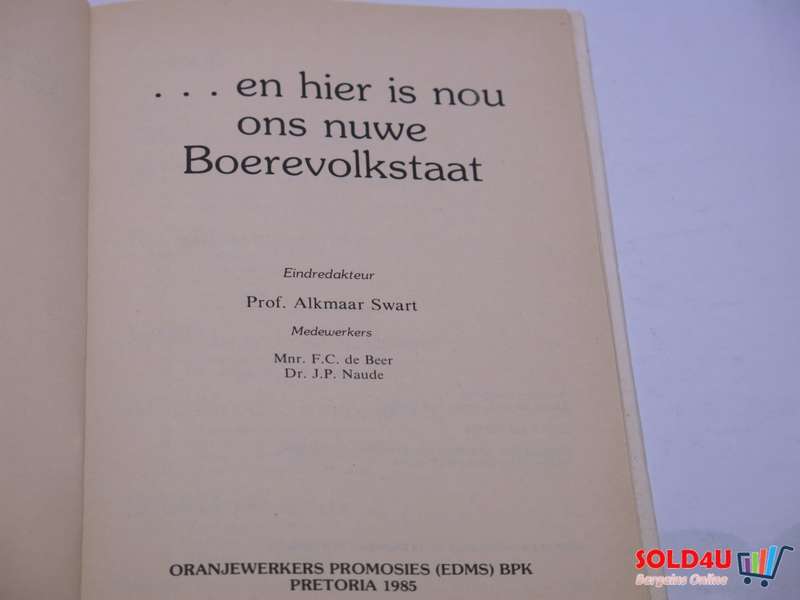 . . . en hier is nou
ons nuwe
Boerevolkstaat
Eindredakteur
Prof. Alkmaar Swart
Medewerkers
Mnr. F.C. de Beer
Dr. J.P. Naude
ORANJEWERKERS PROMOSIES (EDMS) BPK
PRETORIA 1985
SOLD4U
Bargains Online